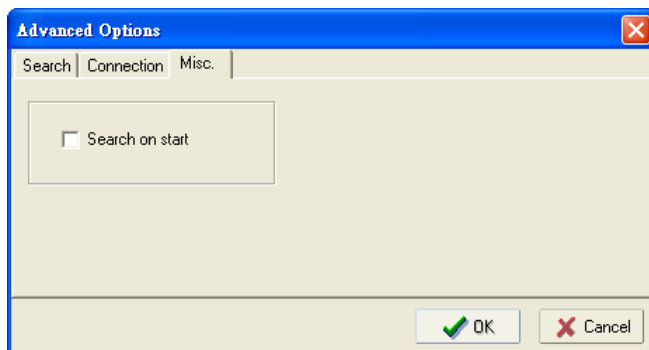 Advanced Options
Search Connection Misc.
Search on start
OK Cancel